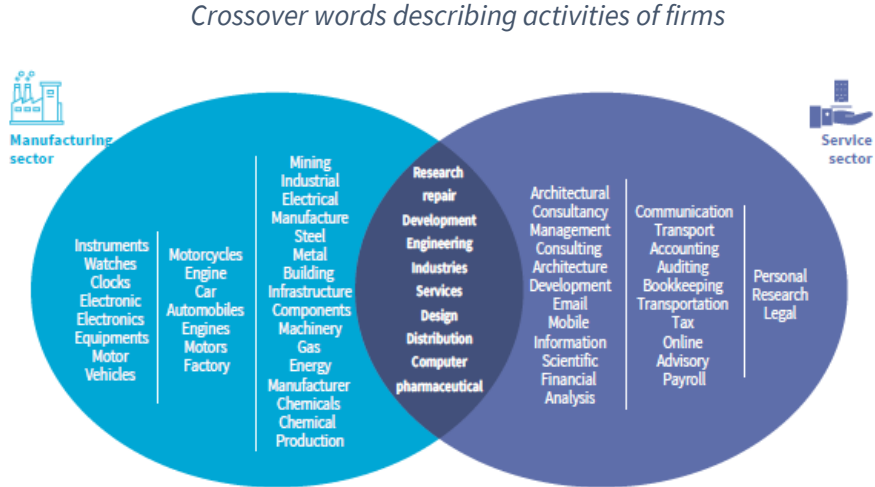 Crossover words describing activities of firms
Manufacturing
sector
Service
sector
Instruments
Watches
Clocks
Electronic
Electronics
Equipments
Motor
Vehicles
Motorcycles
Engine
Car
Automobiles
Engines
Motors
Factory
Mining
Industrial
Electrical
Manufacture
Steel
Metal
Building
Infrastructure
Components
Machinery
Gas
Energy
Manufacturer
Chemicals
Chemical
Production
Research
repair
Development
Engineering
Industries
Services
Design
Distribution
Computer
pharmaceutical
Architectural
Consultancy
Management
Consulting
Architecture
Development
Email
Mobile
Information
Scientific
Financial
Analysis
Communication
Transport
Accounting
Auditing
Bookkeeping
Transportation
Tax
Online
Advisory
Payroll
Personal
Research
Legal